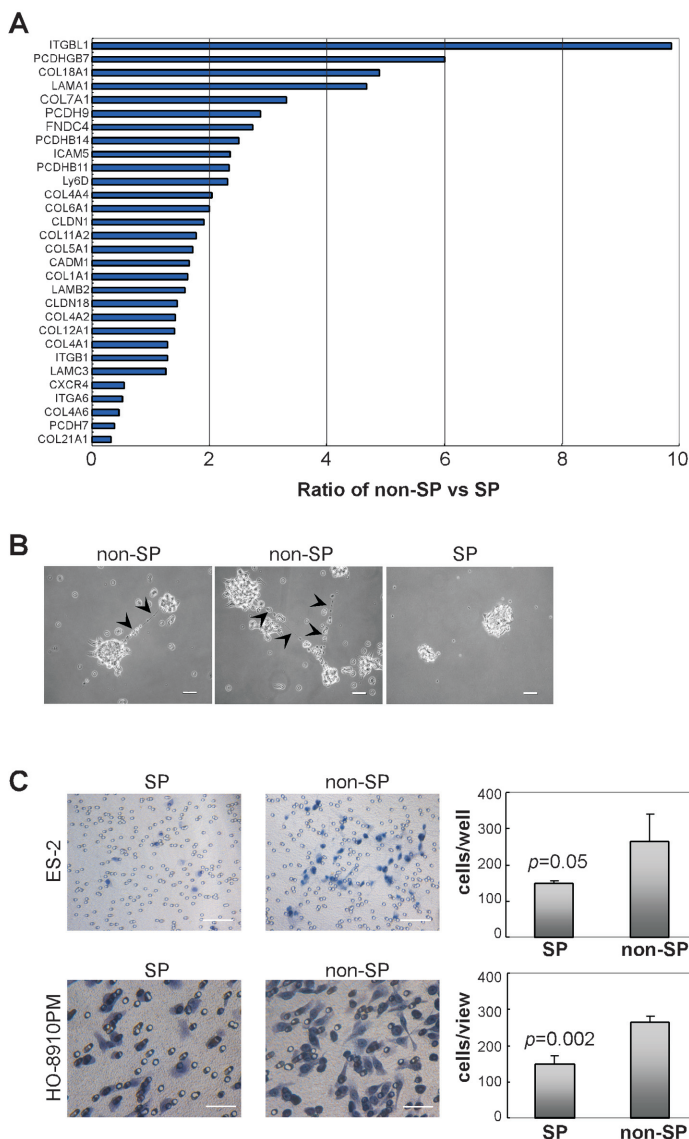 A
ITGBL1
PCDHGB7
COL18A1
LAMA1
COL7A1
PCDH9
FNDC4
PCDHB14
ICAM5
PCDHB11
Ly6D
COL4A4
COL6A1
CLDN1
COL11A2
COL5A1
CADM1
COL1A1
LAMB2
CLDN18
COL4A2
COL12A1
COL4A1
ITGB1
LAMC3
CXCR4
ITGA6
COL4A6
PCDH7
COL21A1
0 2 4 6 8 10
Ratio of non-SP vs SP
B
non-SP non-SP SP
C
SP non-SP
ES-2
cells/well
400
300
200
100
0
p=0.05
SP non-SP
SP non-SP
HO-8910PM
cells/view
400
300
200
100
0
p=0.002
SP non-SP